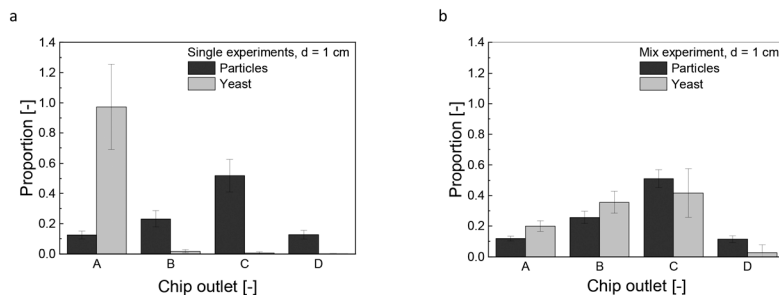 a
Single experiments, d = 1 cm
Particles
Yeast
Proportion [-]
1.4
1.2
1.0
0.8
0.6
0.4
0.2
0.0
A B C D
Chip outlet [-]
b
Mix experiment, d = 1 cm
Particles
Yeast
Proportion [-]
1.4
1.2
1.0
0.8
0.6
0.4
0.2
0.0
A B C D
Chip outlet [-]